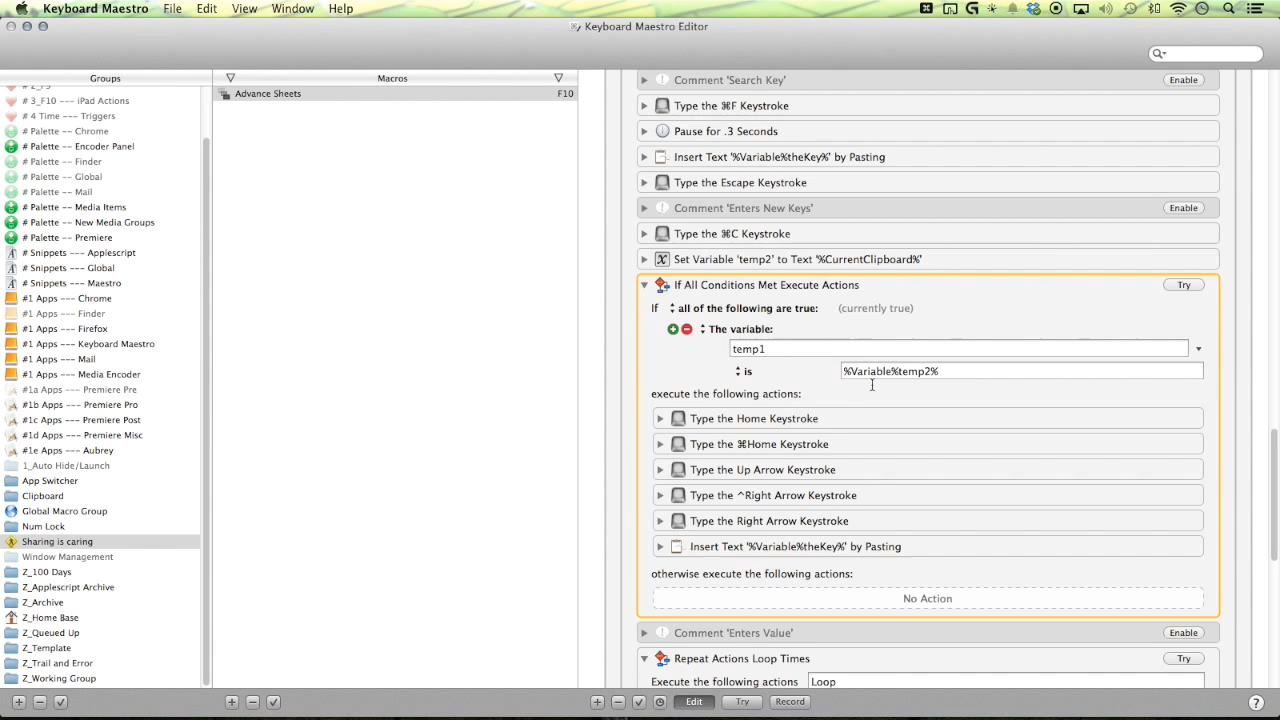 Keyboard Maestro File Edit View Window Help
Keyboard Maestro Editor
Groups
# 3_F10 --- iPad Actions
# 4 Time --- Triggers
# Palette -- Chrome
# Palette -- Encoder Panel
# Palette -- Finder
# Palette -- Global
# Palette -- Mail
# Palette -- Media Items
# Palette -- New Media Groups
# Palette -- Premiere
# Snippets --- Applescript
# Snippets --- Global
# Snippets --- Maestro
#1 Apps --- Chrome
#1 Apps --- Finder
#1 Apps --- Firefox
#1 Apps --- Keyboard Maestro
#1 Apps --- Mail
#1 Apps --- Media Encoder
#1a Apps --- Premiere Pre
#1b Apps --- Premiere Pro
#1c Apps --- Premiere Post
#1d Apps --- Premiere Misc
#1e Apps --- Aubrey
1_Auto Hide/Launch
App Switcher
Clipboard
Global Macro Group
Num Lock
Sharing is caring
Window Management
Z_100 Days
Z_Applescript Archive
Z_Archive
Z_Home Base
Z_Queued Up
Z_Template
Z_Trail and Error
Z_Working Group
Macros
Advance Sheets F10
Comment 'Search Key' Enable
Type the ⌘F Keystroke
Pause for .3 Seconds
Insert Text '%Variable%theKey%' by Pasting
Type the Escape Keystroke
Comment 'Enters New Keys' Enable
Type the ⌘C Keystroke
Set Variable 'temp2' to Text '%CurrentClipboard%'
If All Conditions Met Execute Actions Try
If all of the following are true: (currently true)
The variable:
temp1
is %Variable%temp2%
execute the following actions:
Type the Home Keystroke
Type the ⌘Home Keystroke
Type the Up Arrow Keystroke
Type the ^Right Arrow Keystroke
Type the Right Arrow Keystroke
Insert Text '%Variable%theKey%' by Pasting
otherwise execute the following actions:
No Action
Comment 'Enters Value' Enable
Repeat Actions Loop Times Try
Execute the following actions Loop
Edit Try Record ?